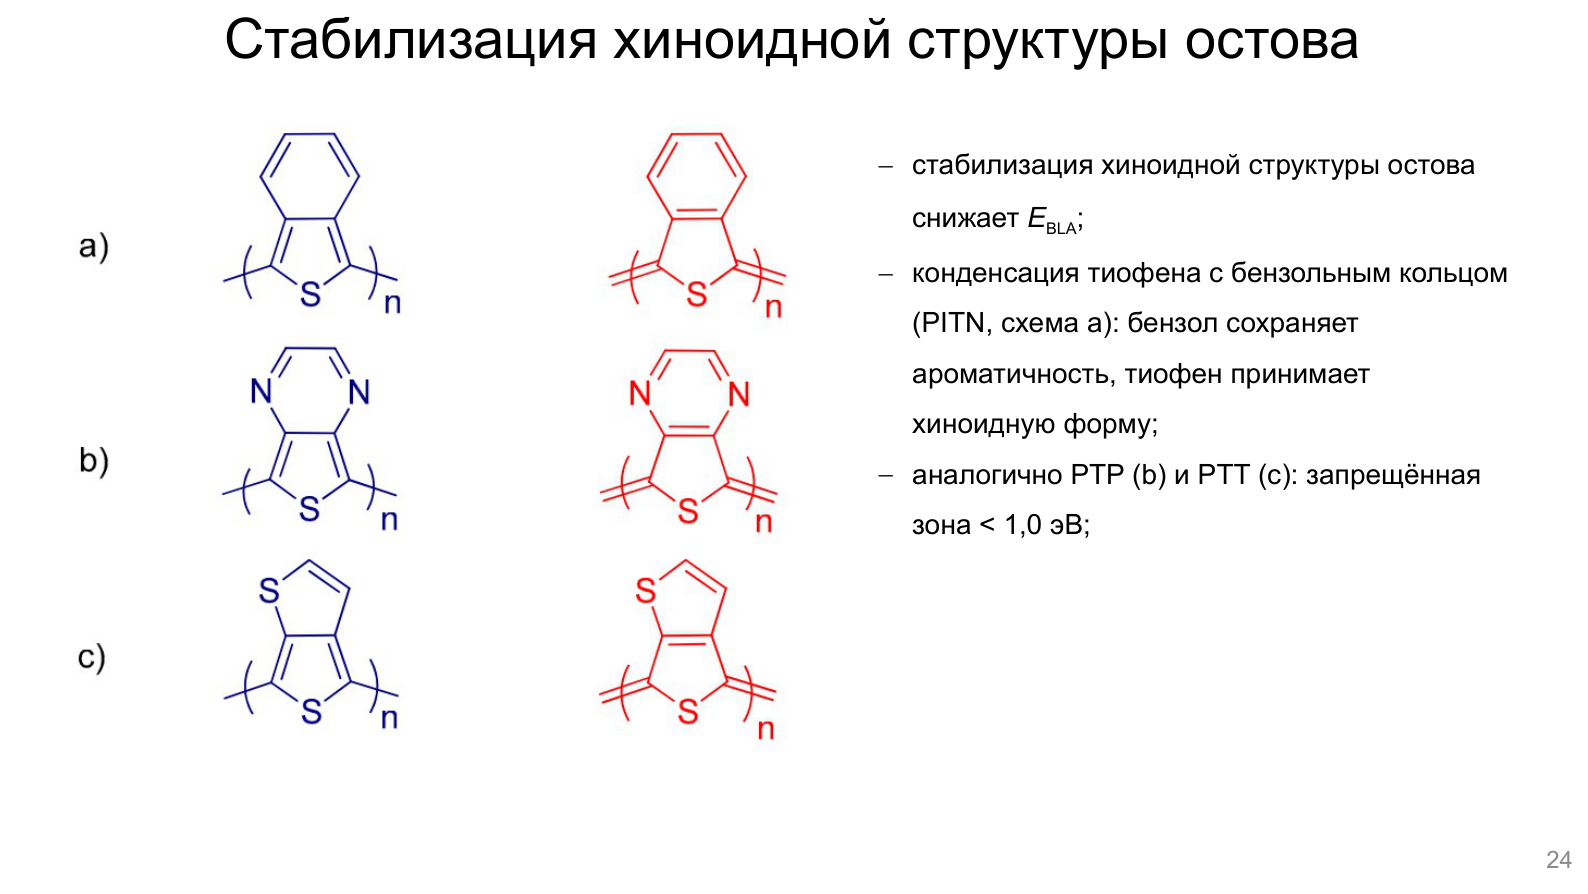 Стабилизация хиноидной структуры остова
a)
S
n
S
n
b)
N
N
S
n
N
N
S
n
c)
S
S
n
S
S
n
– стабилизация хиноидной структуры остова
снижает EBLA;
– конденсация тиофена с бензольным кольцом
(PITN, схема a): бензол сохраняет
ароматичность, тиофен принимает
хиноидную форму;
– аналогично PTP (b) и PTT (c): запрещённая
зона < 1,0 эВ;
24